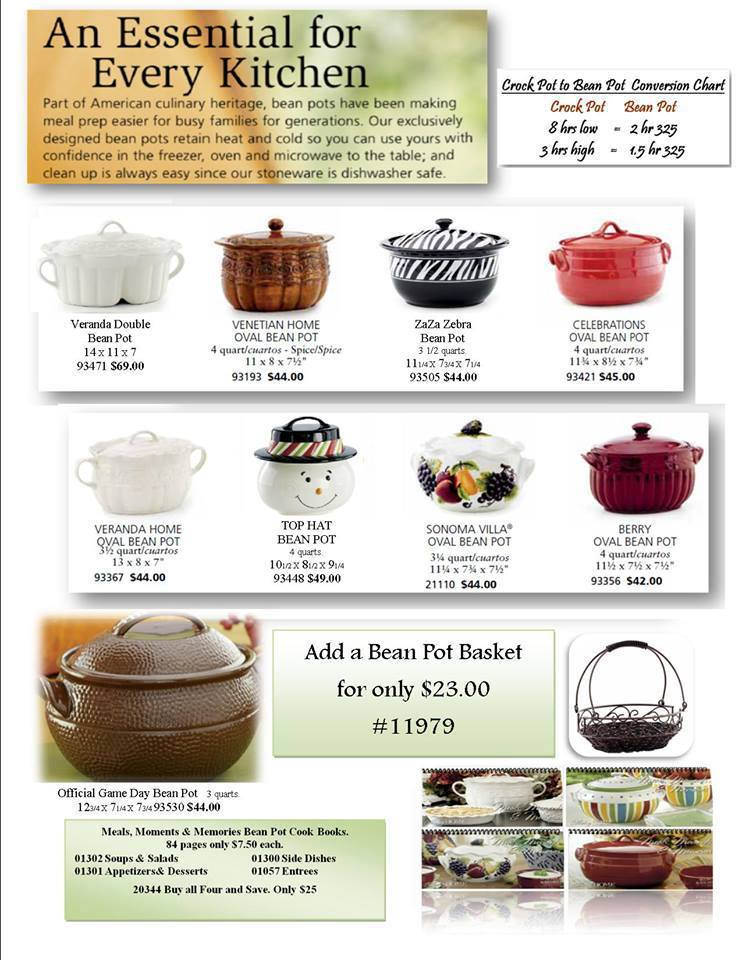 An Essential for
Every Kitchen
Part of American culinary heritage, bean pots have been making
meal prep easier for busy families for generations. Our exclusively
designed bean pots retain heat and cold so you can use yours with
confidence in the freezer, oven and microwave to the table; and
clean up is always easy since our stoneware is dishwasher safe.
Crock Pot to Bean Pot Conversion Chart
Crock Pot Bean Pot
8 hrs low = 2 hr 325
3 hrs high = 1.5 hr 325
Veranda Double
Bean Pot
14 x 11 x 7
93471 $69.00
VENETIAN HOME
OVAL BEAN POT
4 quart/cuartos - Spice/Spice
11 x 8 x 7½"
93193 $44.00
ZaZa Zebra
Bean Pot
3 1/2 quarts
11 1/4 x 7 3/4 x 7 1/4
93505 $44.00
CELEBRATIONS
OVAL BEAN POT
4 quart/cuartos
11¾ x 8½ x 7¾"
93421 $45.00
VERANDA HOME
OVAL BEAN POT
3½ quart/cuartos
13 x 8 x 7"
93367 $44.00
TOP HAT
BEAN POT
4 quarts
10 1/2 x 8 1/2 x 9 1/4
93448 $49.00
SONOMA VILLA®
OVAL BEAN POT
3¼ quart/cuartos
11¼ x 7¾ x 7½"
21110 $44.00
BERRY
OVAL BEAN POT
4 quart/cuartos
11½ x 7½ x 7½"
93356 $42.00
Add a Bean Pot Basket
for only $23.00
#11979
Official Game Day Bean Pot 3 quarts
12 3/4 x 7 1/4 x 7 3/4 93530 $44.00
Meals, Moments & Memories Bean Pot Cook Books.
84 pages only $7.50 each.
01302 Soups & Salads 01300 Side Dishes
01301 Appetizers& Desserts 01057 Entrees
20344 Buy all Four and Save. Only $25